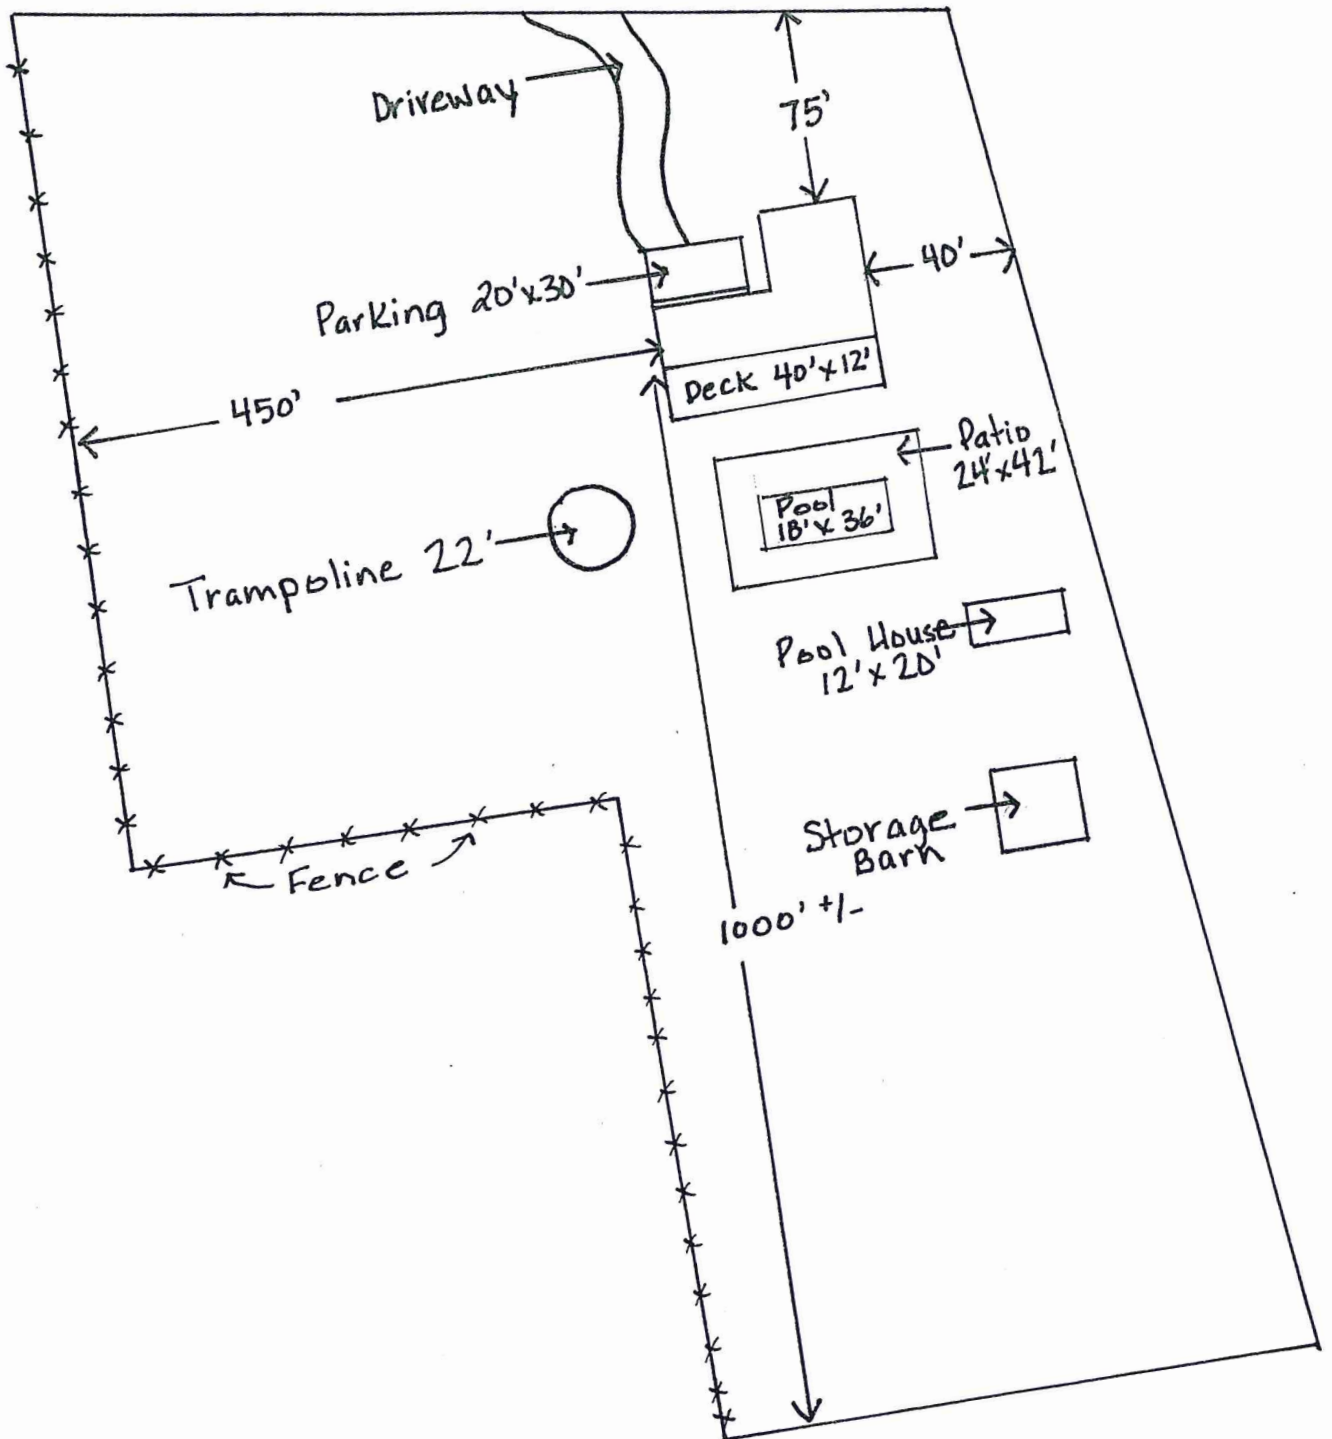 Driveway
75'
40'
Parking 20'x30'
Deck 40'x12'
450'
Patio
24'x42'
Pool
18'x 36'
Trampoline 22'
Pool House
12'x20'
Storage
Barn
Fence
1000' +/-